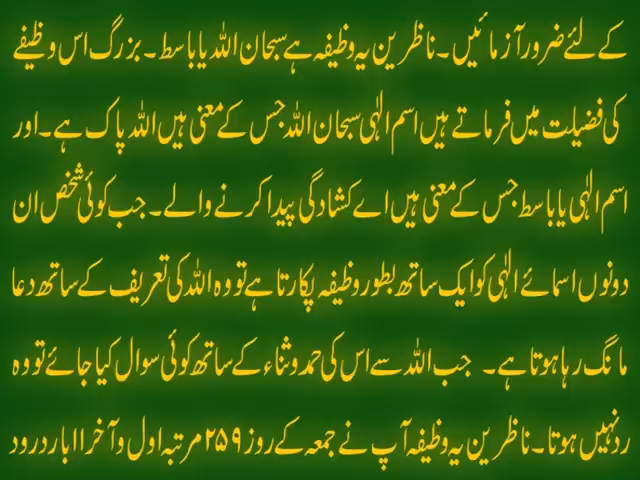 کے لئے ضرور آزمائیں۔ ناظرین یہ وظیفہ ہے سبحان اللہ یا باسط۔ بزرگ اس وظیفے
کی فضیلت میں فرماتے ہیں اسم الٰہی سبحان اللہ جس کے معنی ہیں اللہ پاک ہے۔ اور
اسم الٰہی یا باسط جس کے معنی ہیں اے کشادگی پیدا کرنے والے۔ جب کوئی شخص ان
دونوں اسمائے الٰہی کو ایک ساتھ بطور وظیفہ پکارتا ہے تو وہ اللہ کی تعریف کے ساتھ دعا
مانگ رہا ہوتا ہے۔ جب اللہ سے اس کی حمد و ثناء کے ساتھ کوئی سوال کیا جائے تو وہ
رد نہیں ہوتا۔ ناظرین یہ وظیفہ آپ نے جمعہ کے روز ۲۵۹ مرتبہ اول و آخر ۱۱ بار درود